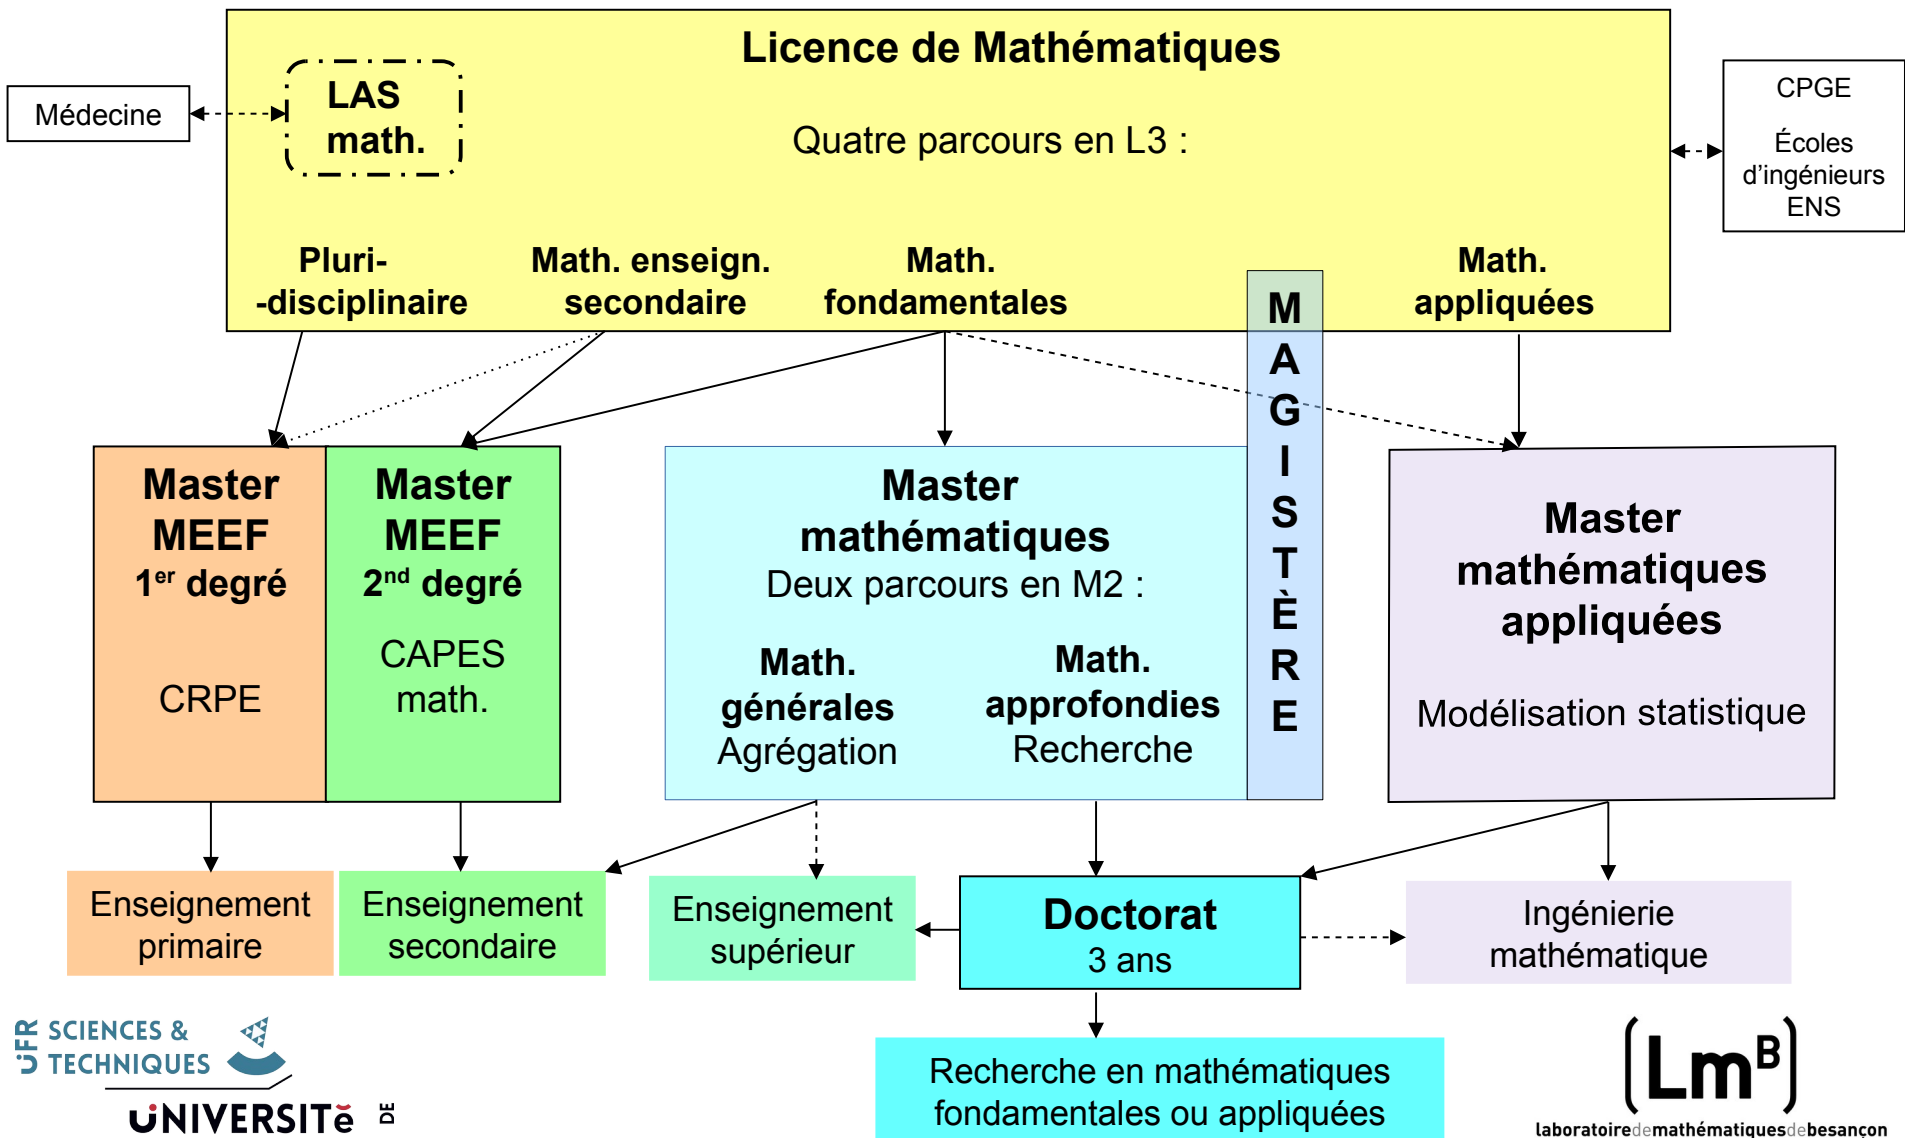 Licence de Mathématiques
LAS
math.
Médecine
Quatre parcours en L3 :
CPGE
Écoles
d'ingénieurs
ENS
Pluri-
-disciplinaire
Math. enseign.
secondaire
Math.
fondamentales
Math.
appliquées
M
A
G
I
S
T
È
R
E
Master
MEEF
1er degré
CRPE
Master
MEEF
2nd degré
CAPES
math.
Master
mathématiques
Deux parcours en M2 :
Math.
générales
Agrégation
Math.
approfondies
Recherche
Master
mathématiques
appliquées
Modélisation statistique
Enseignement
primaire
Enseignement
secondaire
Enseignement
supérieur
Doctorat
3 ans
Ingénierie
mathématique
Recherche en mathématiques
fondamentales ou appliquées
UFR SCIENCES &
TECHNIQUES
UNIVERSITé DE
(LmB)
laboratoiredemathématiquesdebesançon